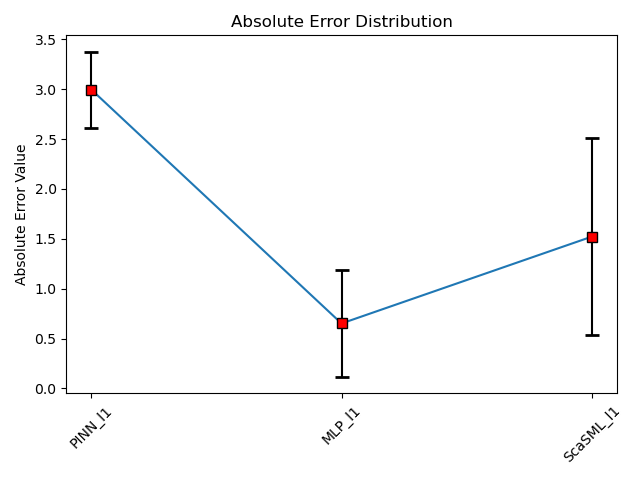 Absolute Error Distribution
Absolute Error Value
3.5
3.0
2.5
2.0
1.5
1.0
0.5
0.0
PINN_l1
MLP_l1
ScaSML_l1